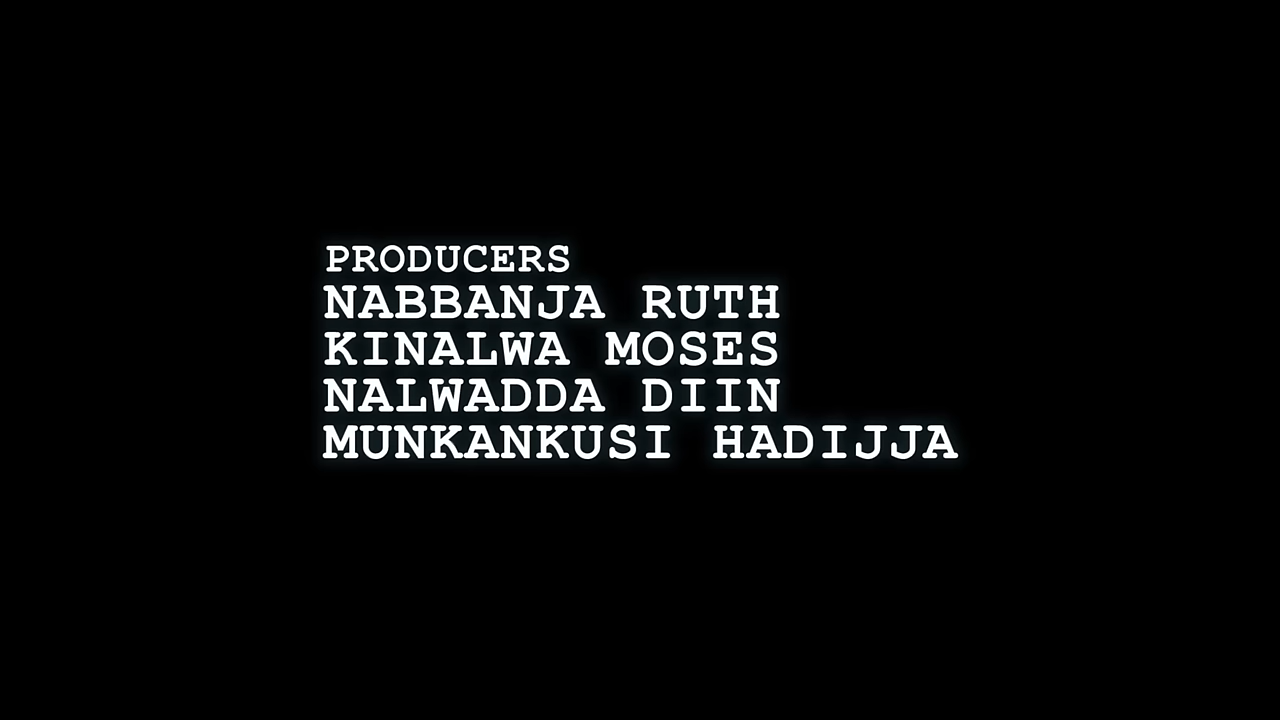 PRODUCERS
NABBANJA RUTH
KINALWA MOSES
NALWADDA DIIN
MUNKANKUSI HADIJJA